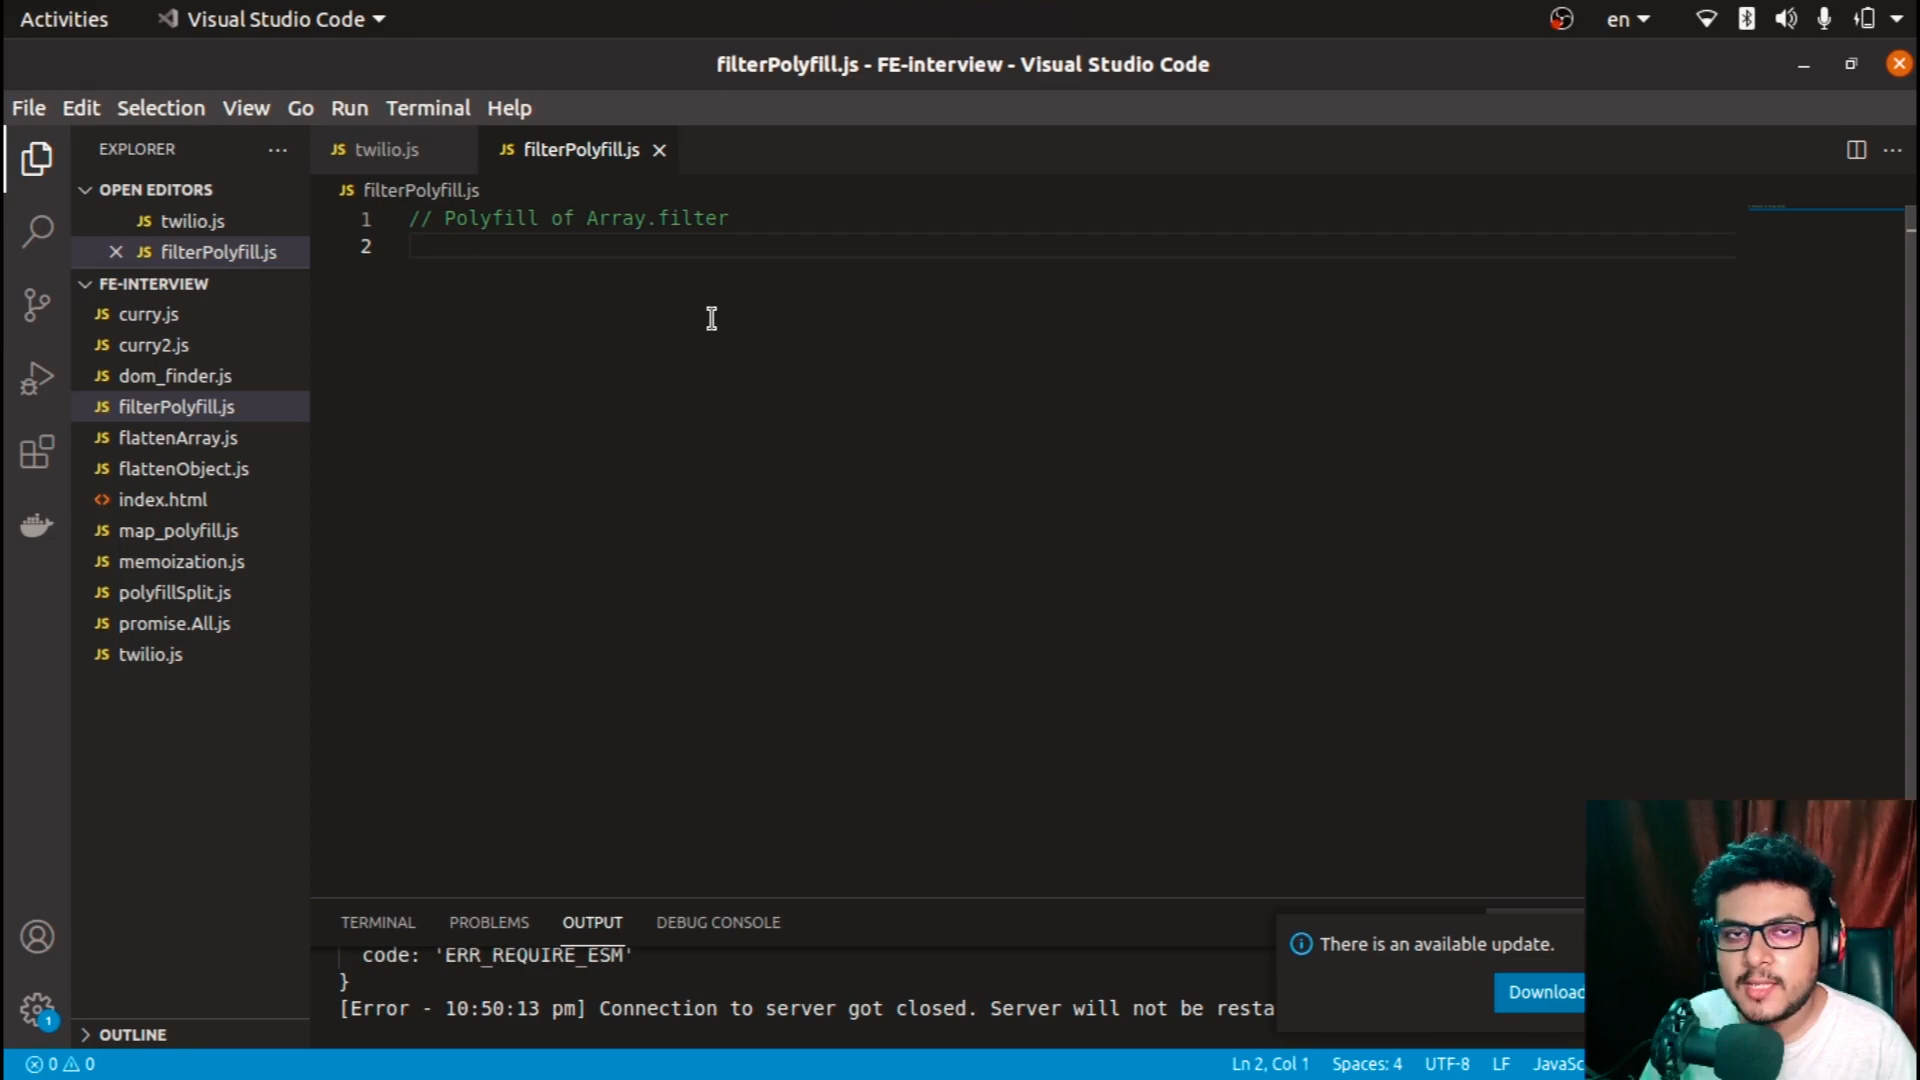 Activities
Visual Studio Code
en
filterPolyfill.js - FE-interview - Visual Studio Code
File Edit Selection View Go Run Terminal Help
EXPLORER
JS twilio.js
JS filterPolyfill.js
OPEN EDITORS
JS twilio.js
JS filterPolyfill.js
FE-INTERVIEW
JS curry.js
JS curry2.js
JS dom_finder.js
JS filterPolyfill.js
JS flattenArray.js
JS flattenObject.js
<> index.html
JS map_polyfill.js
JS memoization.js
JS polyfillSplit.js
JS promise.All.js
JS twilio.js
OUTLINE
JS filterPolyfill.js
1 // Polyfill of Array.filter
2
TERMINAL PROBLEMS OUTPUT DEBUG CONSOLE
code: 'ERR_REQUIRE_ESM'
}
[Error - 10:50:13 pm] Connection to server got closed. Server will not be resta
There is an available update.
Download
1
0 0
Ln 2, Col 1 Spaces: 4 UTF-8 LF JavaSc